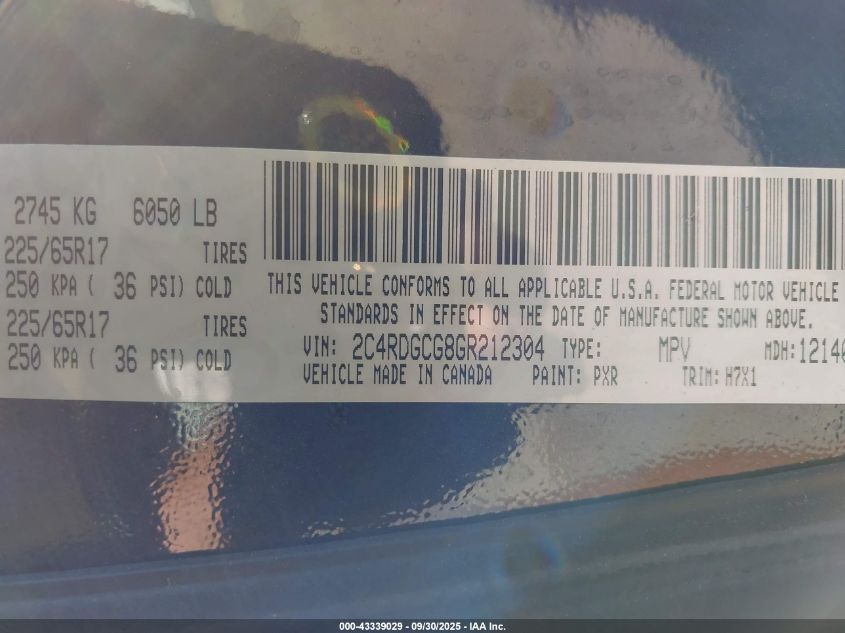 2745 KG 6050 LB
225/65R17 TIRES
250 KPA ( 36 PSI) COLD
225/65R17 TIRES
250 KPA ( 36 PSI) COLD
THIS VEHICLE CONFORMS TO ALL APPLICABLE U.S.A. FEDERAL MOTOR VEHICLE
STANDARDS IN EFFECT ON THE DATE OF MANUFACTURE SHOWN ABOVE.
VIN: 2C4RDGCG8GR212304 TYPE: MPV MDH: 12140
VEHICLE MADE IN CANADA PAINT: PXR TRIM: H7X1
000-43339029 - 09/30/2025 - IAA Inc.